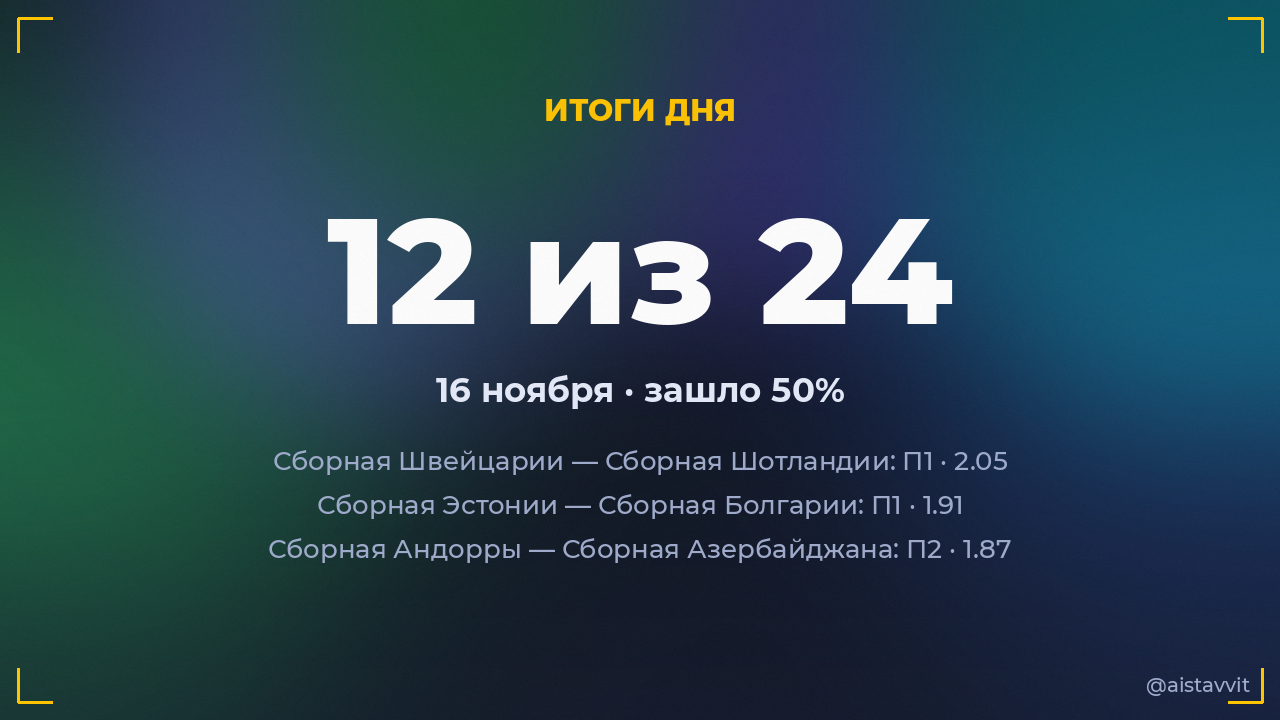 ИТОГИ ДНЯ
12 из 24
16 ноября · зашло 50%
Сборная Швейцарии — Сборная Шотландии: П1 · 2.05
Сборная Эстонии — Сборная Болгарии: П1 · 1.91
Сборная Андорры — Сборная Азербайджана: П2 · 1.87
@aistavvit